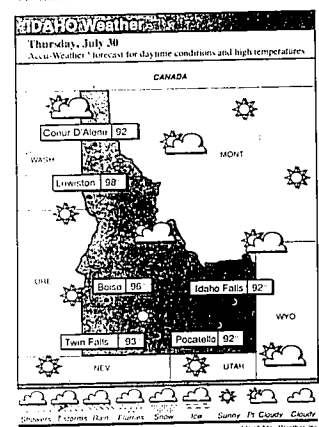 IDAHO Weather
Thursday, July 30
Accu-Weather forecast for daytime conditions and high temperatures
CANADA
Coeur D'Alene 92°
WASH
MONT
Lewiston 98°
ORE
Boise 96°
Idaho Falls 92°
WYO
Twin Falls 93
Pocatello 92°
NEV
UTAH
Showers T-storms Rain Flurries Snow Ice Sunny Pt. Cloudy Cloudy